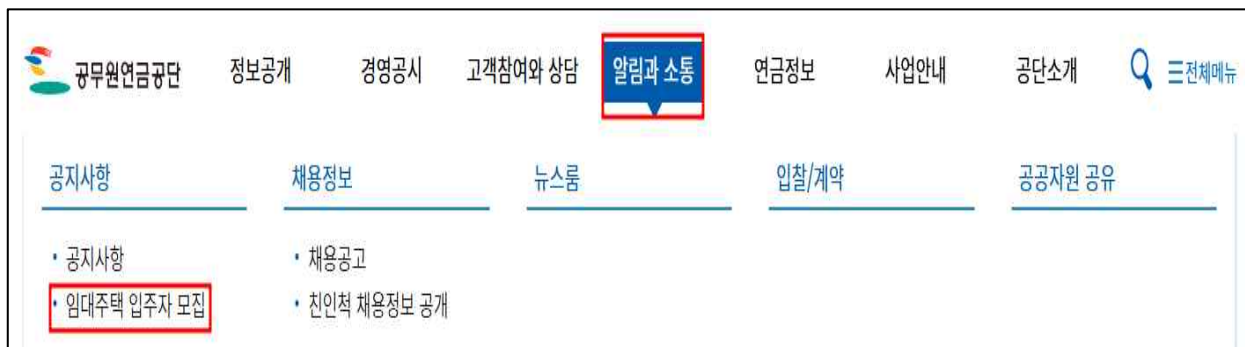 공무원연금공단 정보공개 경영공시 고객참여와 상담 알림과 소통 연금정보 사업안내 공단소개 전체메뉴
공지사항 채용정보 뉴스룸 입찰/계약 공공자원 공유
· 공지사항 · 채용공고
· 임대주택 입주자 모집 · 친인척 채용정보 공개